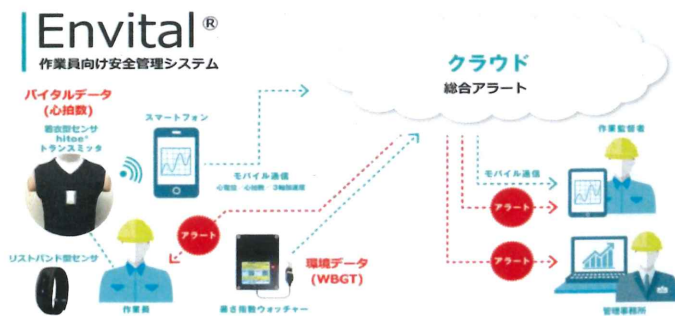 Envital®
作業員向け安全管理システム
クラウド
総合アラート
バイタルデータ
(心拍数)
着衣型センサ
hitoe®
トランスミッタ
スマートフォン
モバイル通信
心電位・心拍数・3軸加速度
アラート
リストバンド型センサ
作業員
環境データ
(WBGT)
暑さ指数ウォッチャー
作業監督者
モバイル通信
アラート
アラート
管理事務所